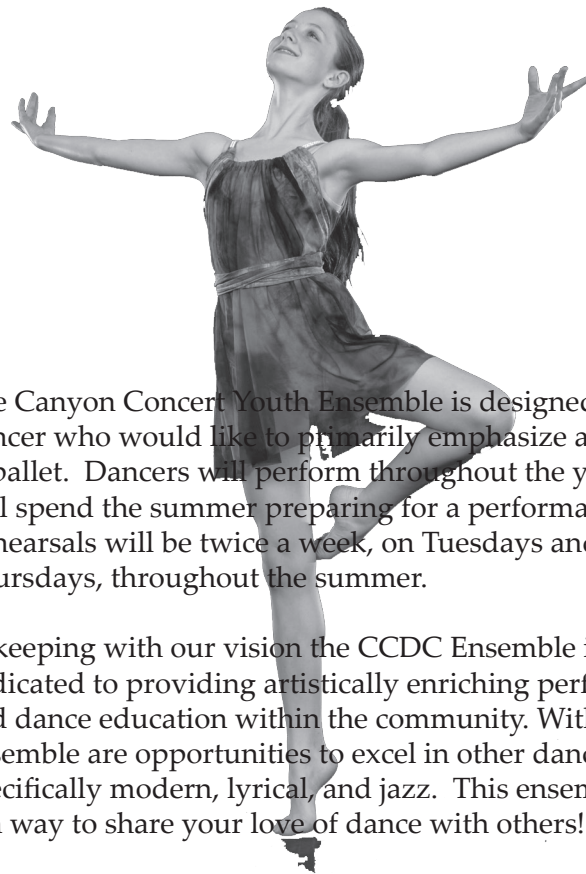 e Canyon Concert Youth Ensemble is designed
ncer who would like to primarily emphasize a
ballet. Dancers will perform throughout the y
l spend the summer preparing for a performa
hearsals will be twice a week, on Tuesdays and
ursdays, throughout the summer.
keeping with our vision the CCDC Ensemble i
dicated to providing artistically enriching perf
d dance education within the community. With
semble are opportunities to excel in other danc
ecifically modern, lyrical, and jazz. This ensem
n way to share your love of dance with others!